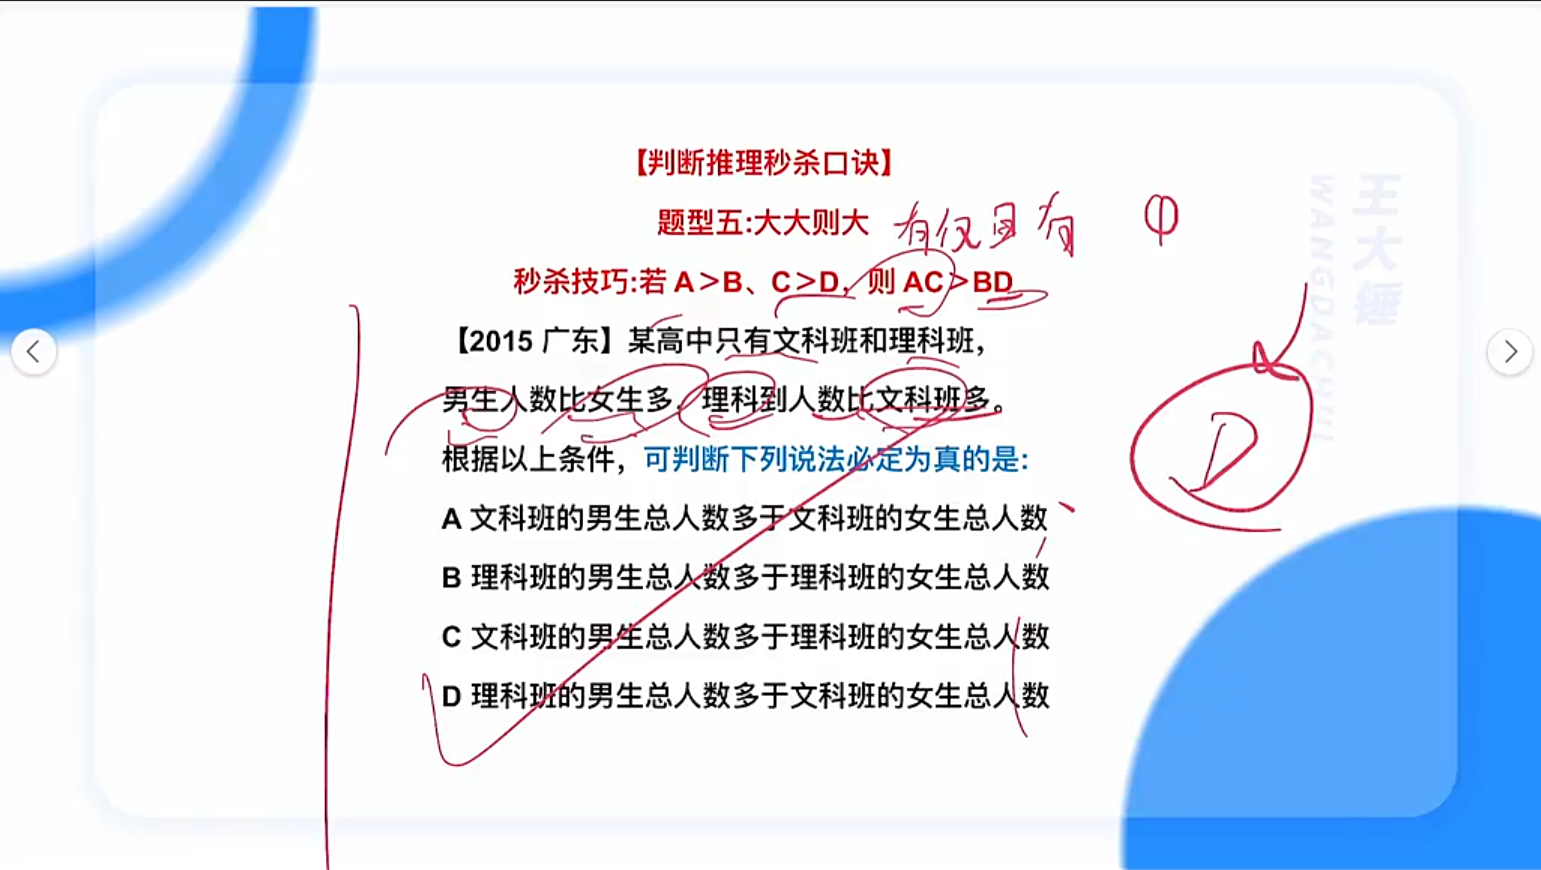 【判断推理秒杀口诀】
题型五:大大则大 有仅且有 ①
秒杀技巧:若 A>B、C>D，则 AC>BD
【2015 广东】某高中只有文科班和理科班，
男生人数比女生多，理科到人数比文科班多。
根据以上条件，可判断下列说法必定为真的是:
A 文科班的男生总人数多于文科班的女生总人数
B 理科班的男生总人数多于理科班的女生总人数
C 文科班的男生总人数多于理科班的女生总人数
D 理科班的男生总人数多于文科班的女生总人数
D
王大锤
WANGDACHUI